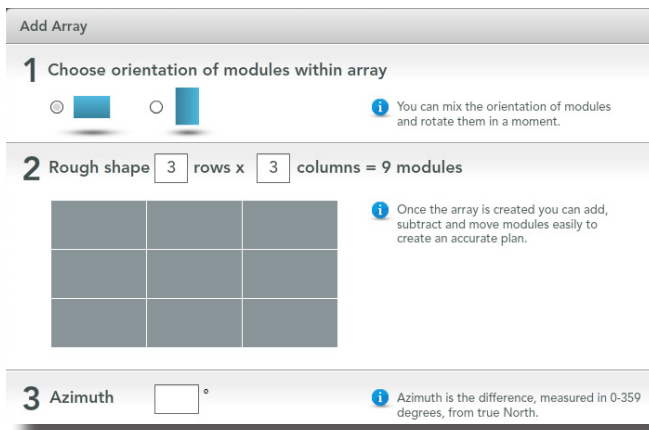 Add Array
1 Choose orientation of modules within array
i You can mix the orientation of modules
and rotate them in a moment.
2 Rough shape 3 rows x 3 columns = 9 modules
i Once the array is created you can add,
subtract and move modules easily to
create an accurate plan.
3 Azimuth °
i Azimuth is the difference, measured in 0-359
degrees, from true North.